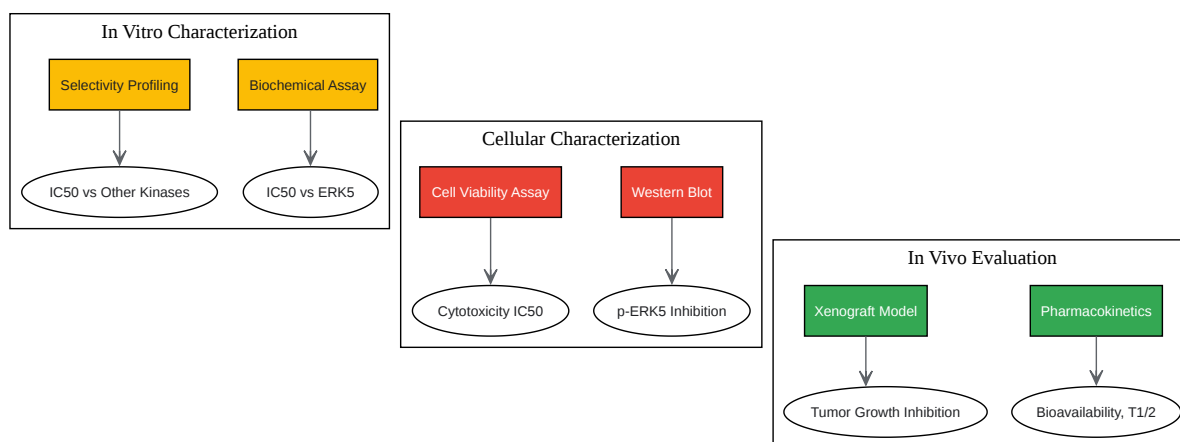 In Vitro Characterization
Selectivity Profiling
Biochemical Assay
IC50 vs Other Kinases
IC50 vs ERK5
Cellular Characterization
Cell Viability Assay
Western Blot
Cytotoxicity IC50
p-ERK5 Inhibition
In Vivo Evaluation
Xenograft Model
Pharmacokinetics
Tumor Growth Inhibition
Bioavailability, T1/2